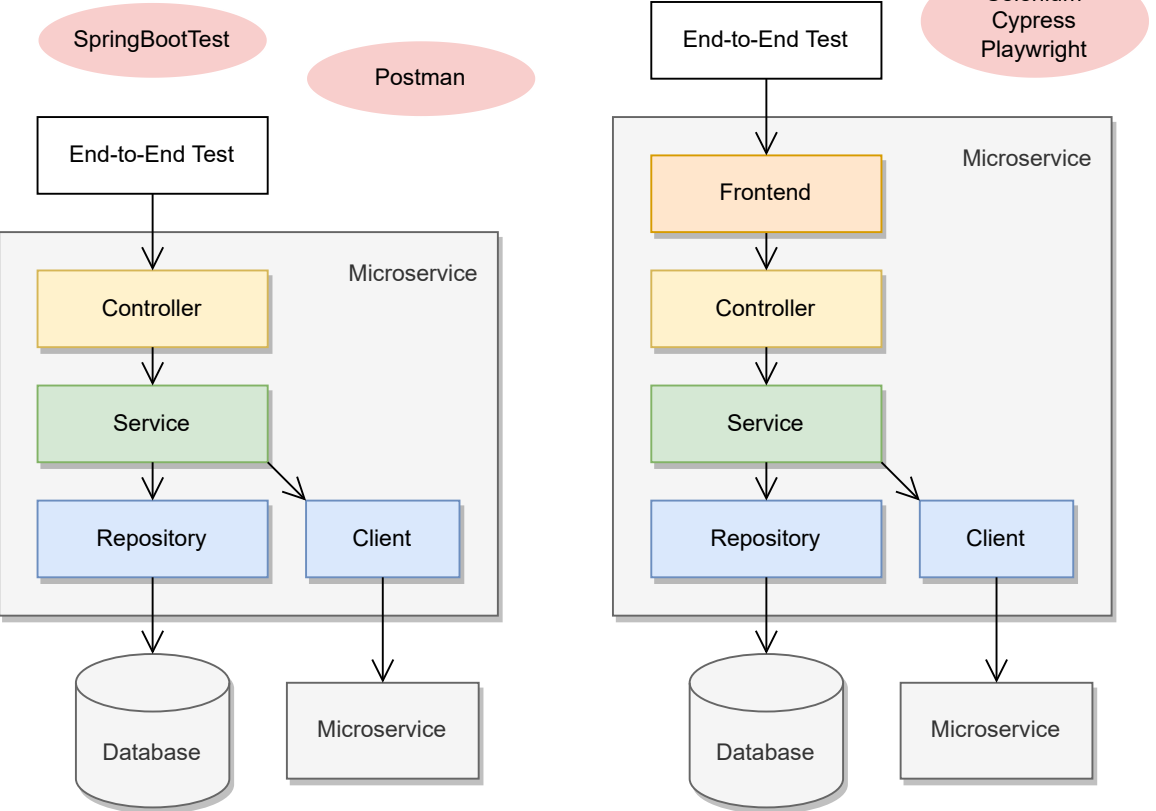 SpringBootTest
Postman
End-to-End Test
Microservice
Controller
Service
Repository
Client
Database
Microservice
End-to-End Test
Cypress
Playwright
Microservice
Frontend
Controller
Service
Repository
Client
Database
Microservice